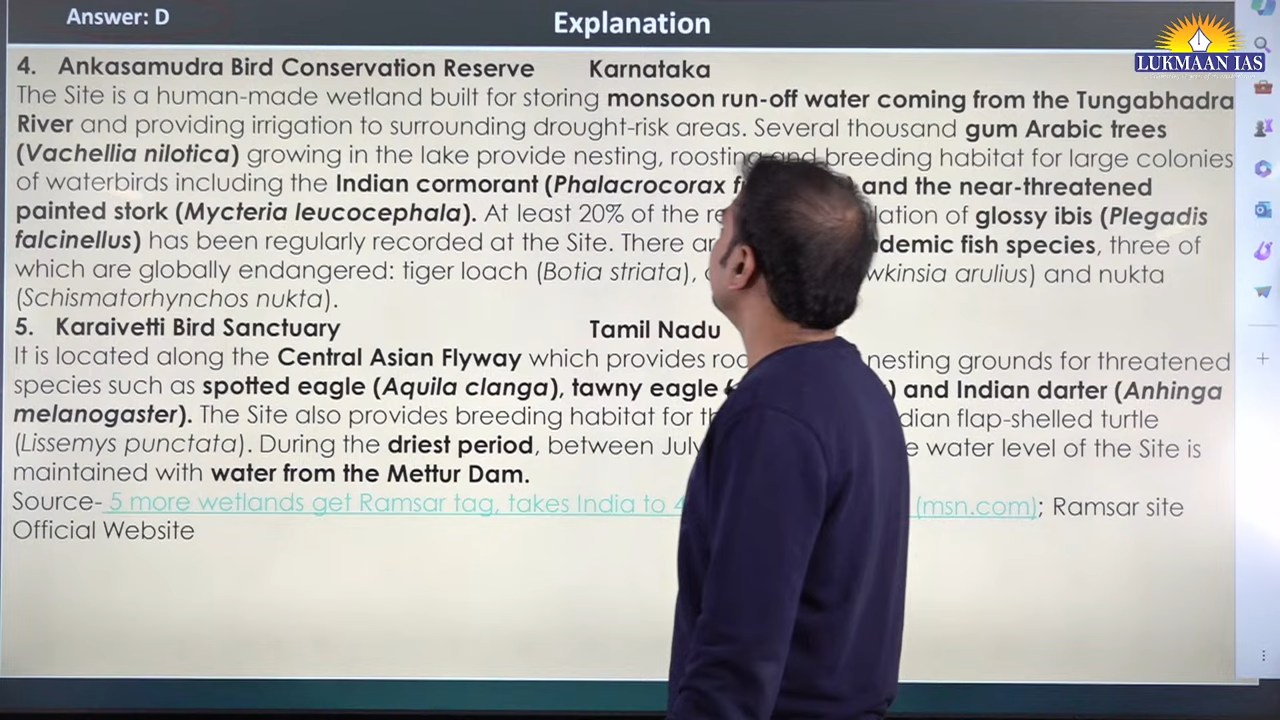 Answer: D
Explanation
LUKMAAN IAS
4. Ankasamudra Bird Conservation Reserve Karnataka
The Site is a human-made wetland built for storing monsoon run-off water coming from the Tungabhadra
River and providing irrigation to surrounding drought-risk areas. Several thousand gum Arabic trees
(Vachellia nilotica) growing in the lake provide nesting, roosting and breeding habitat for large colonies
of waterbirds including the Indian cormorant (Phalacrocorax and the near-threatened
painted stork (Mycteria leucocephala). At least 20% of the of glossy ibis (Plegadis
falcinellus) has been regularly recorded at the Site. There fish species, three of
which are globally endangered: tiger loach (Botia striata), arulius) and nukta
(Schismatorhynchos nukta).
5. Karaivetti Bird Sanctuary Tamil Nadu
It is located along the Central Asian Flyway which provides nesting grounds for threatened
species such as spotted eagle (Aquila clanga), tawny eagle and Indian darter (Anhinga
melanogaster). The Site also provides breeding habitat for flap-shelled turtle
(Lissemys punctata). During the driest period, between July water level of the Site is
maintained with water from the Mettur Dam.
Source- 5 more wetlands get Ramsar tag, takes India to (msn.com); Ramsar site
Official Website